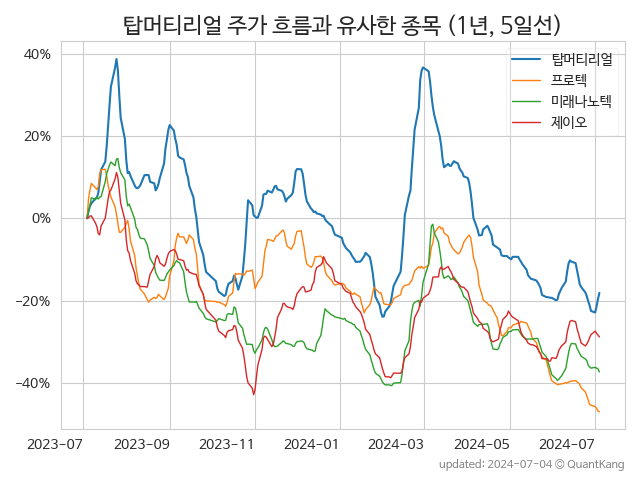 탑머티리얼 주가 흐름과 유사한 종목 (1년, 5일선)
탑머티리얼
프로텍
미래나노텍
제이오
40%
20%
0%
−20%
−40%
2023-07 2023-09 2023-11 2024-01 2024-03 2024-05 2024-07
updated: 2024-07-04 © QuantKang